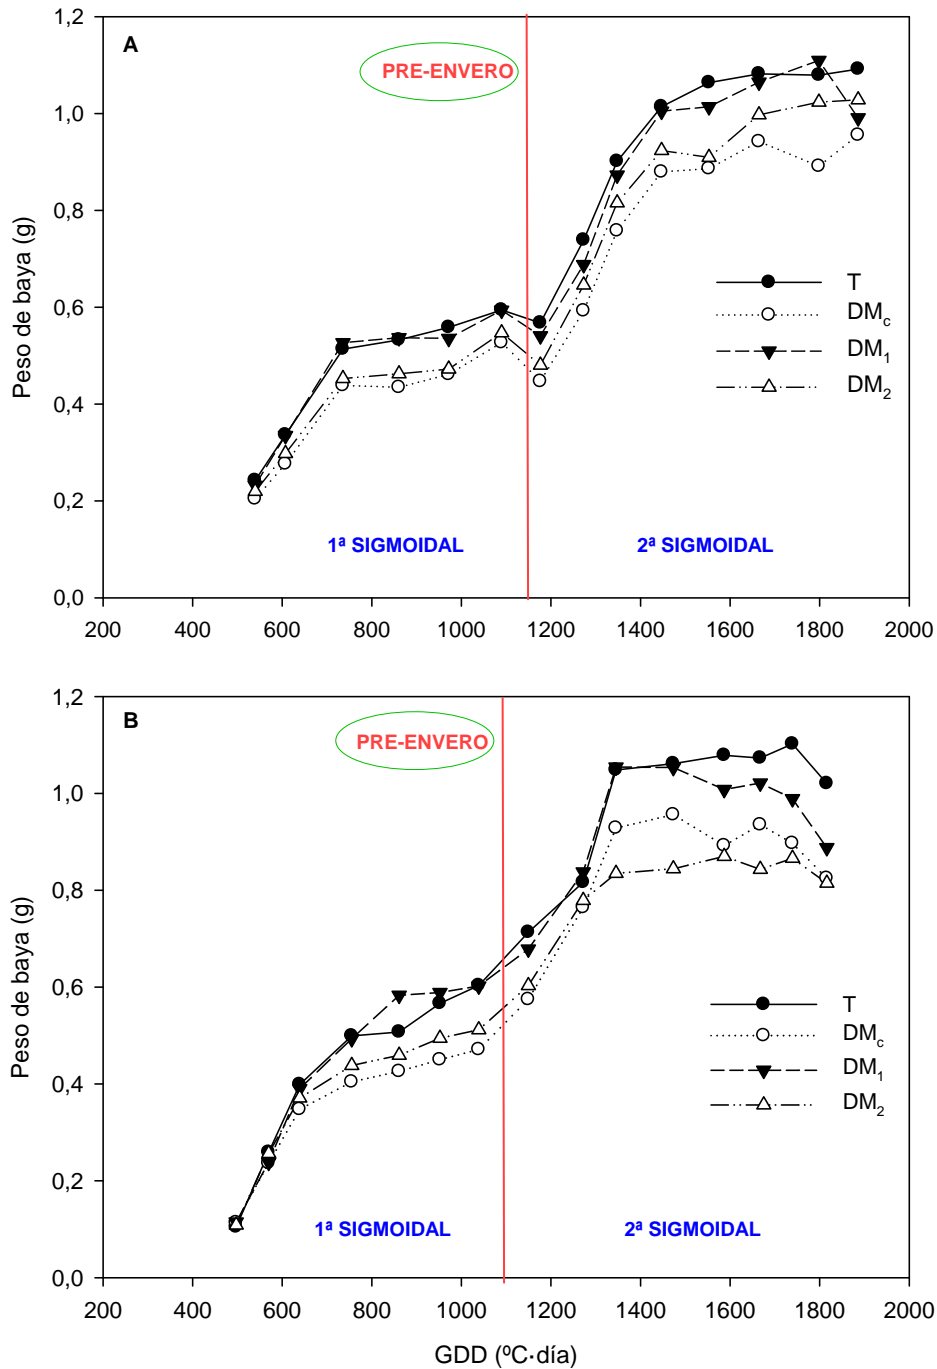 1,2
A
PRE-ENVERO
1,0
0,8
Peso de baya (g)
0,6
T
DMc
DM1
DM2
0,4
0,2
1ª SIGMOIDAL
2ª SIGMOIDAL
0,0
200 400 600 800 1000 1200 1400 1600 1800 2000
1,2
B
PRE-ENVERO
1,0
0,8
Peso de baya (g)
0,6
T
DMc
DM1
DM2
0,4
0,2
1ª SIGMOIDAL
2ª SIGMOIDAL
0,0
200 400 600 800 1000 1200 1400 1600 1800 2000
GDD (ºC·día)